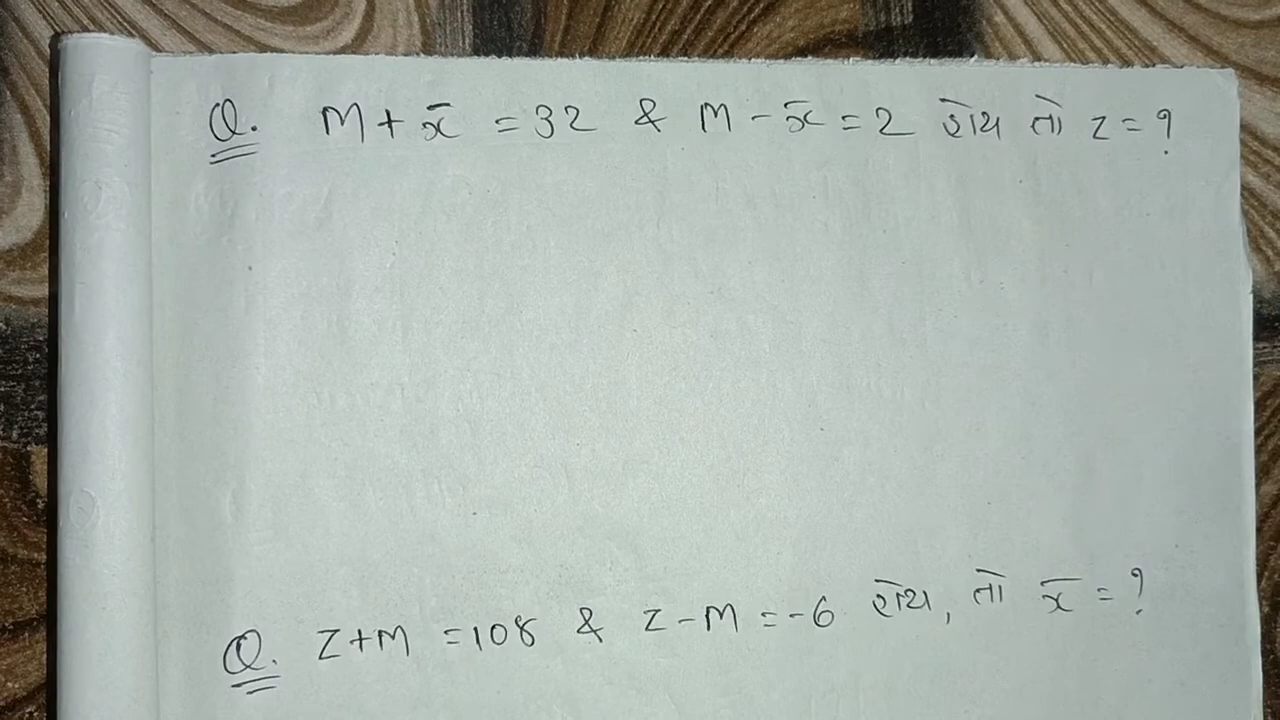 Q. M + x̄ = 32 & M - x̄ = 2 હોય તો z = ?
Q. Z + M = 108 & Z - M = -6 હોય, તો x̄ = ?